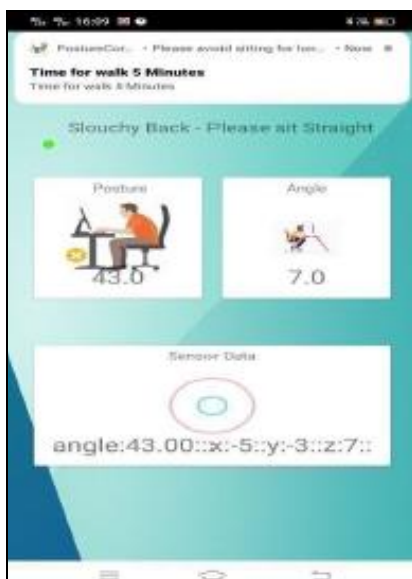 16:09
PostureCor... • Please avoid sitting for lon... • Now
Time for walk 5 Minutes
Time for walk 5 Minutes
Slouchy Back - Please sit Straight
Posture
43.0
Angle
7.0
Sensor Data
angle:43.00::x:-5::y:-3::z:7::